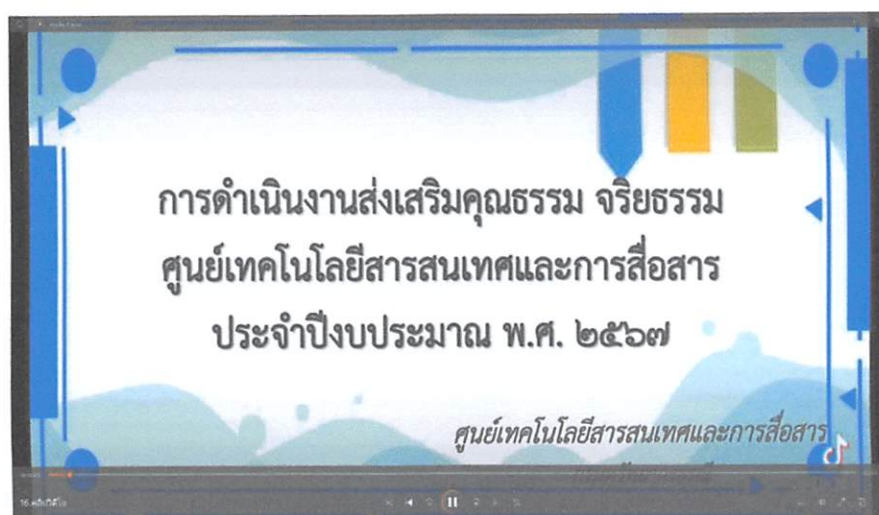 การดำเนินงานส่งเสริมคุณธรรม จริยธรรม
ศูนย์เทคโนโลยีสารสนเทศและการสื่อสาร
ประจำปีงบประมาณ พ.ศ. ๒๕๖๗
ศูนย์เทคโนโลยีสารสนเทศและการสื่อสาร